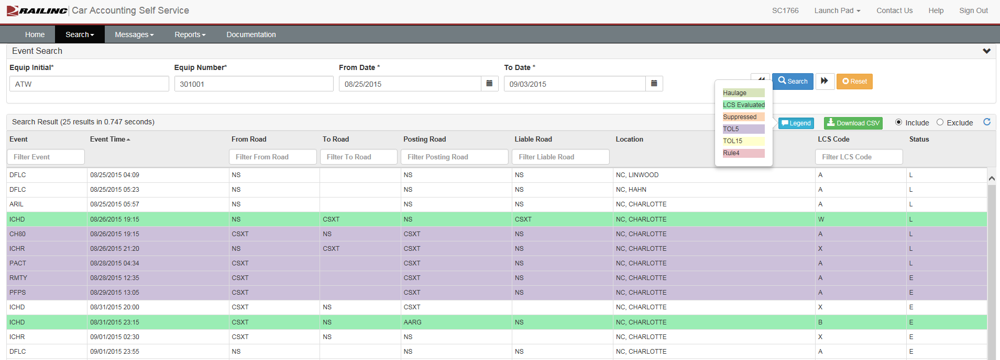 RAILINC Car Accounting Self Service SC1766 Launch Pad Contact Us Help Sign Out
Home Search Messages Reports Documentation
Event Search
Equip Initial* Equip Number* From Date * To Date *
ATW 301001 08/25/2015 09/03/2015 Search Reset
Haulage
LCS Evaluated
Suppressed
TOL5
TOL15
Rule4
Search Result (25 results in 0.747 seconds) Legend Download CSV Include Exclude
Event Event Time From Road To Road Posting Road Liable Road Location LCS Code Status
Filter Event Filter From Road Filter To Road Filter Posting Road Filter Liable Road Filter LCS Code
DFLC 08/25/2015 04:09 NS NS NS NC, LINWOOD A L
DFLC 08/25/2015 05:23 NS NS NS NC, HAHN A L
ARIL 08/25/2015 05:57 NS NS NS NC, CHARLOTTE A L
ICHD 08/26/2015 19:15 NS CSXT NS CSXT NC, CHARLOTTE W L
CH80 08/26/2015 19:15 CSXT NS CSXT NS NC, CHARLOTTE A L
ICHR 08/26/2015 21:20 NS CSXT CSXT NS NC, CHARLOTTE X L
PACT 08/28/2015 04:34 CSXT CSXT NS NC, CHARLOTTE A L
RMTY 08/28/2015 12:35 CSXT CSXT NS NC, CHARLOTTE A E
PFPS 08/29/2015 13:05 CSXT CSXT NS NC, CHARLOTTE A E
ICHD 08/31/2015 20:00 CSXT NS CSXT NC, CHARLOTTE X E
ICHD 08/31/2015 23:15 CSXT NS AARG NS NC, CHARLOTTE B E
ICHR 09/01/2015 02:30 CSXT NS NS NC, CHARLOTTE X E
DFLC 09/01/2015 23:55 NS NS NS NC, CHARLOTTE A E